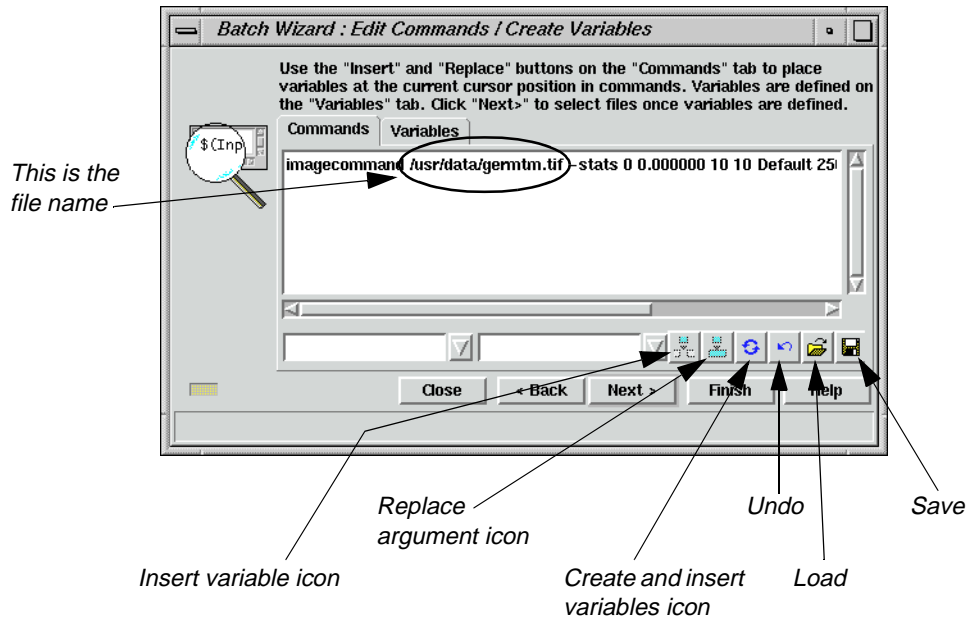 Batch Wizard : Edit Commands / Create Variables
Use the "Insert" and "Replace" buttons on the "Commands" tab to place
variables at the current cursor position in commands. Variables are defined on
the "Variables" tab. Click "Next>" to select files once variables are defined.
Commands Variables
$(Inp
imagecommand /usr/data/germtm.tif -stats 0 0.000000 10 10 Default 25
This is the
file name
Close < Back Next > Finish Help
Replace
argument icon
Undo
Save
Insert variable icon
Create and insert
variables icon
Load